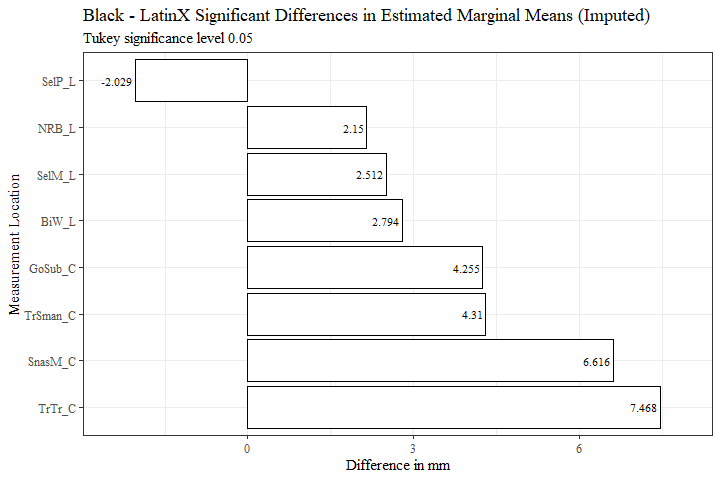 Black - LatinX Significant Differences in Estimated Marginal Means (Imputed)
Tukey significance level 0.05
Measurement Location
SelP_L -2.029
NRB_L 2.15
SelM_L 2.512
BiW_L 2.794
GoSub_C 4.255
TrSman_C 4.31
SnasM_C 6.616
TrTr_C 7.468
0 3 6
Difference in mm